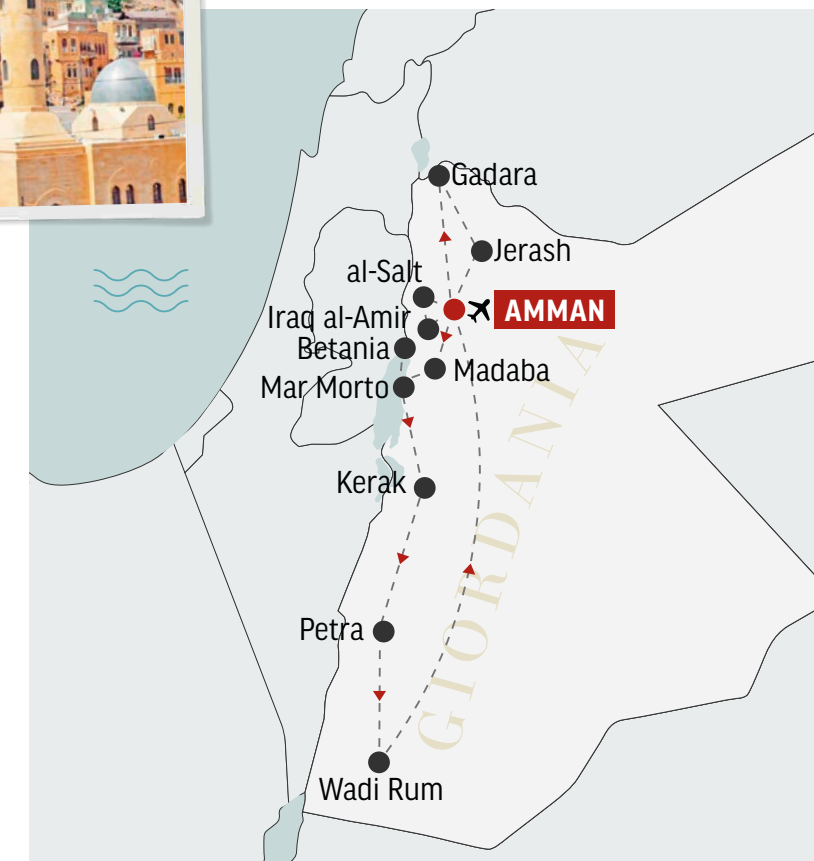 Gadara
Jerash
al-Salt
AMMAN
Iraq al-Amir
Betania
Madaba
Mar Morto
GIORDANIA
Kerak
Petra
Wadi Rum